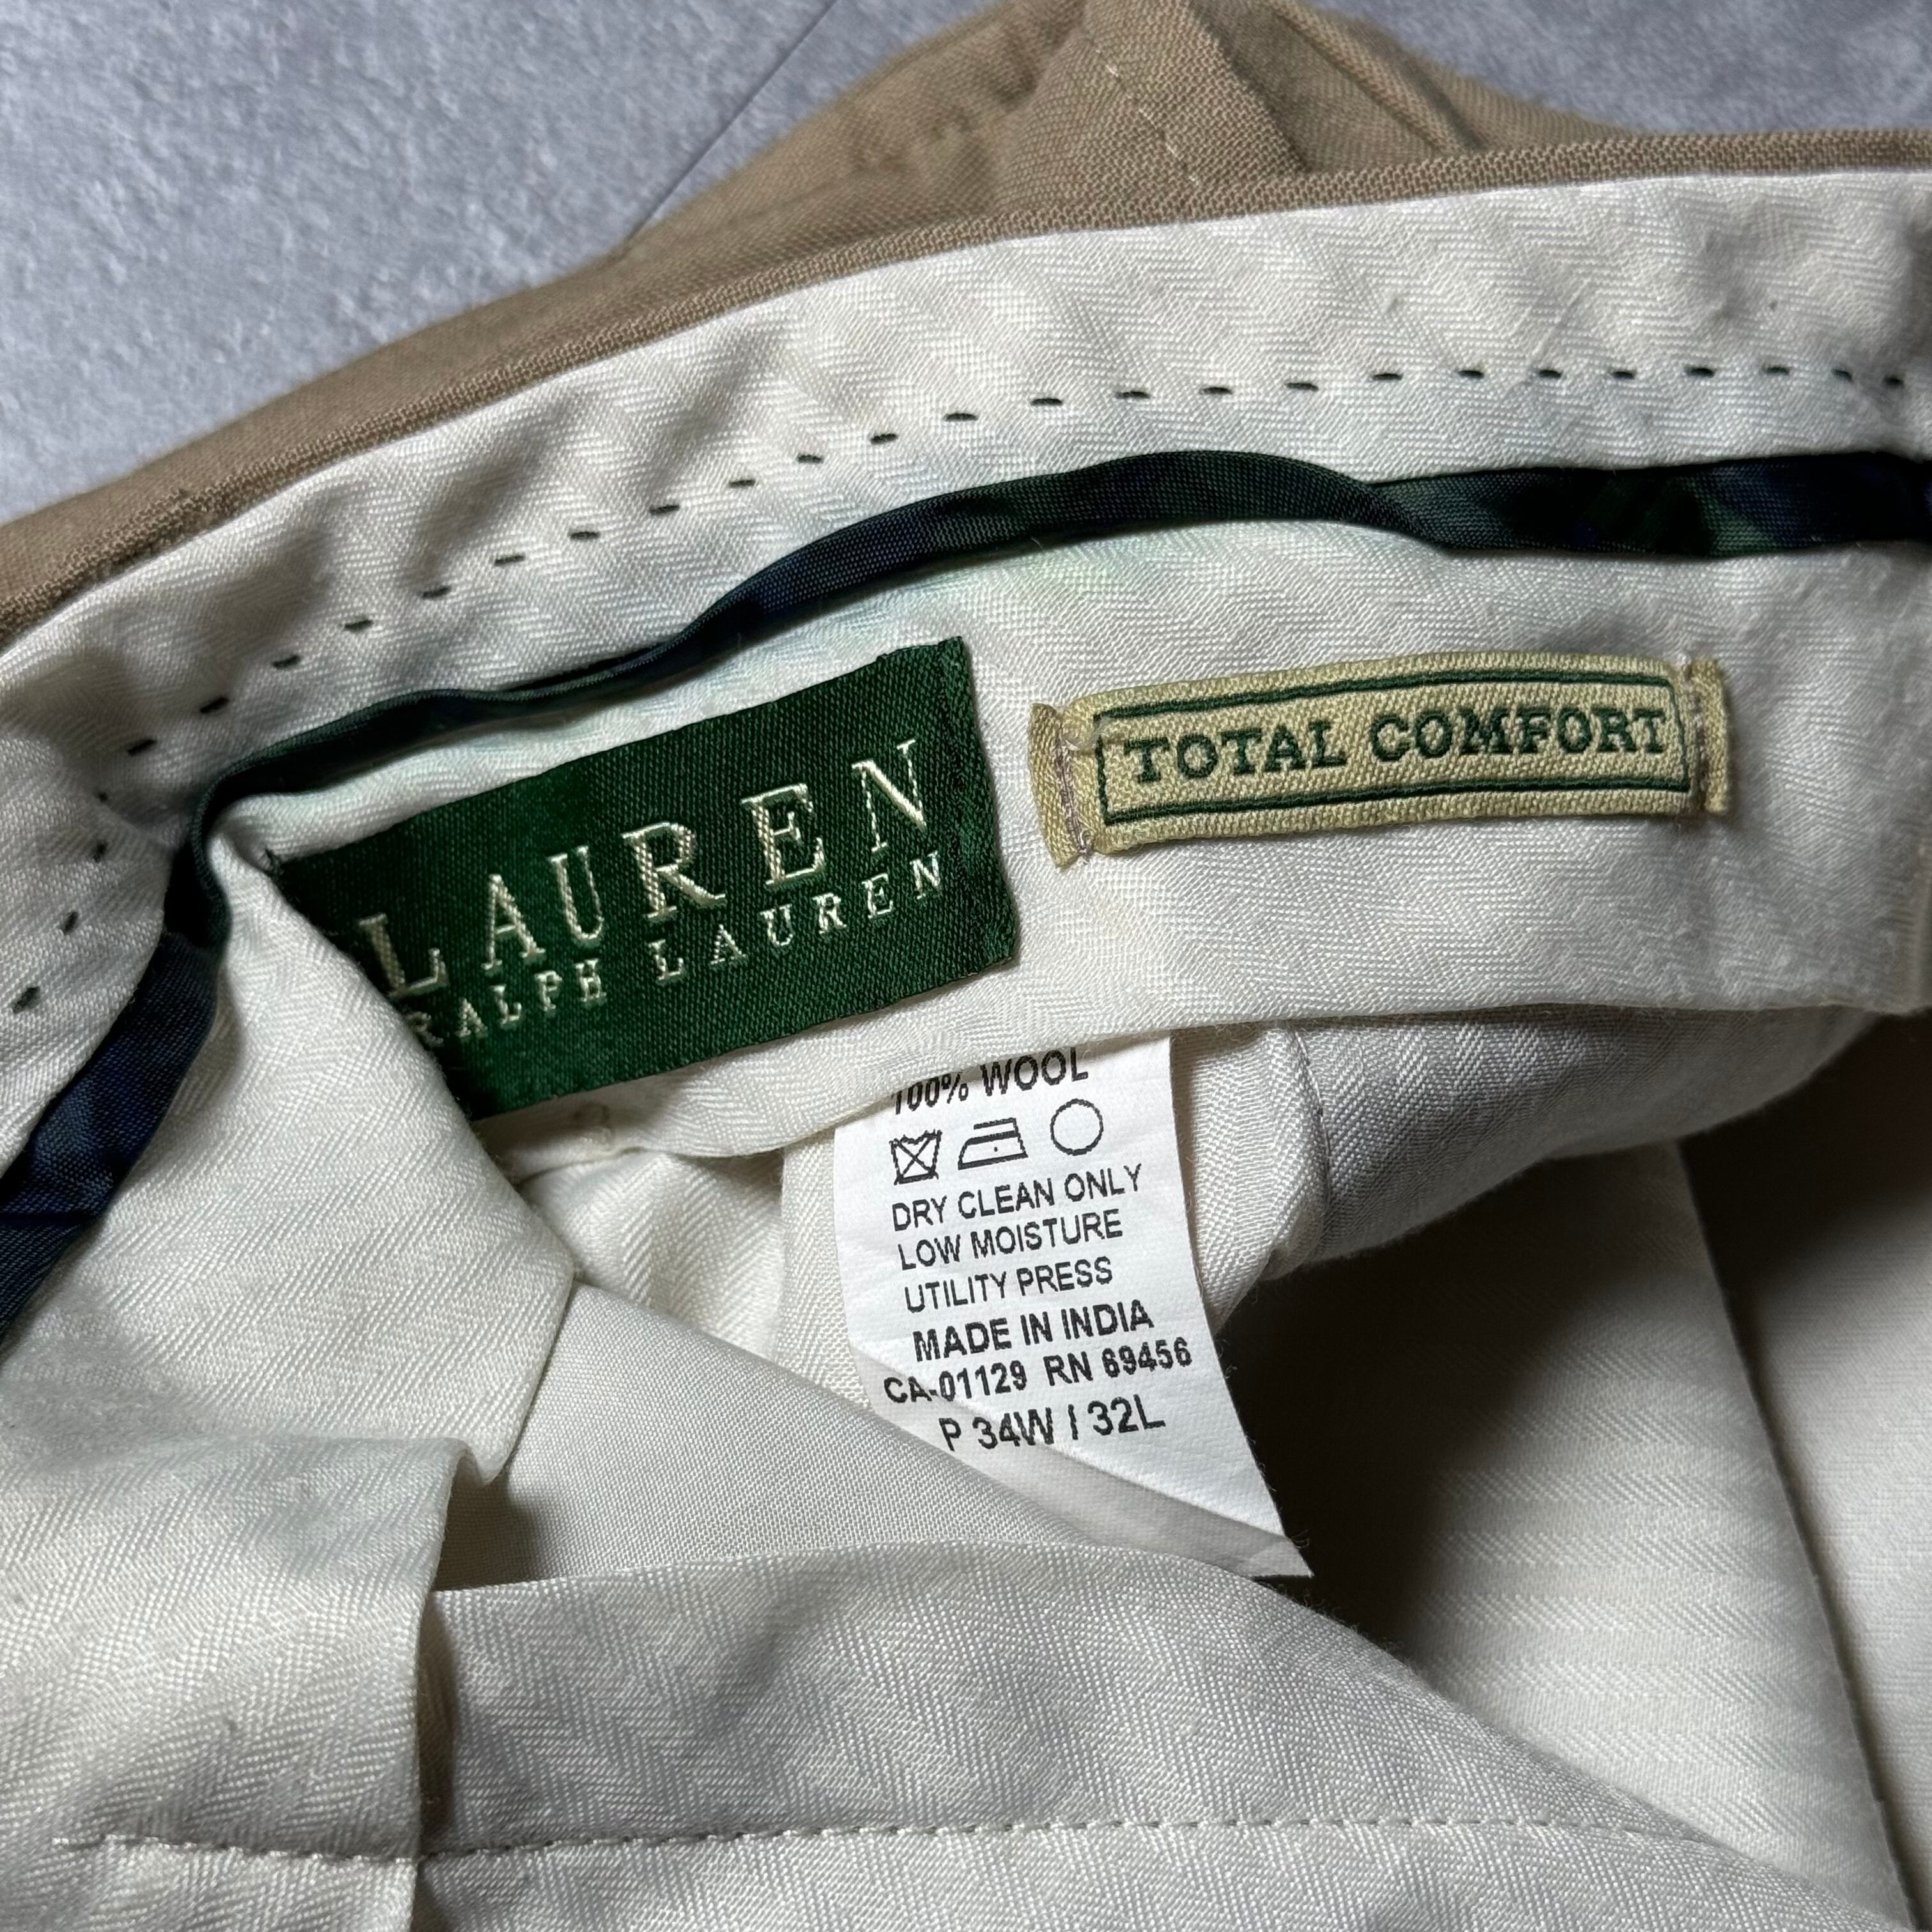 LAUREN
RALPH LAUREN
TOTAL COMFORT
100% WOOL
DRY CLEAN ONLY
LOW MOISTURE
UTILITY PRESS
MADE IN INDIA
CA-01129 RN 69456
P 34W / 32L